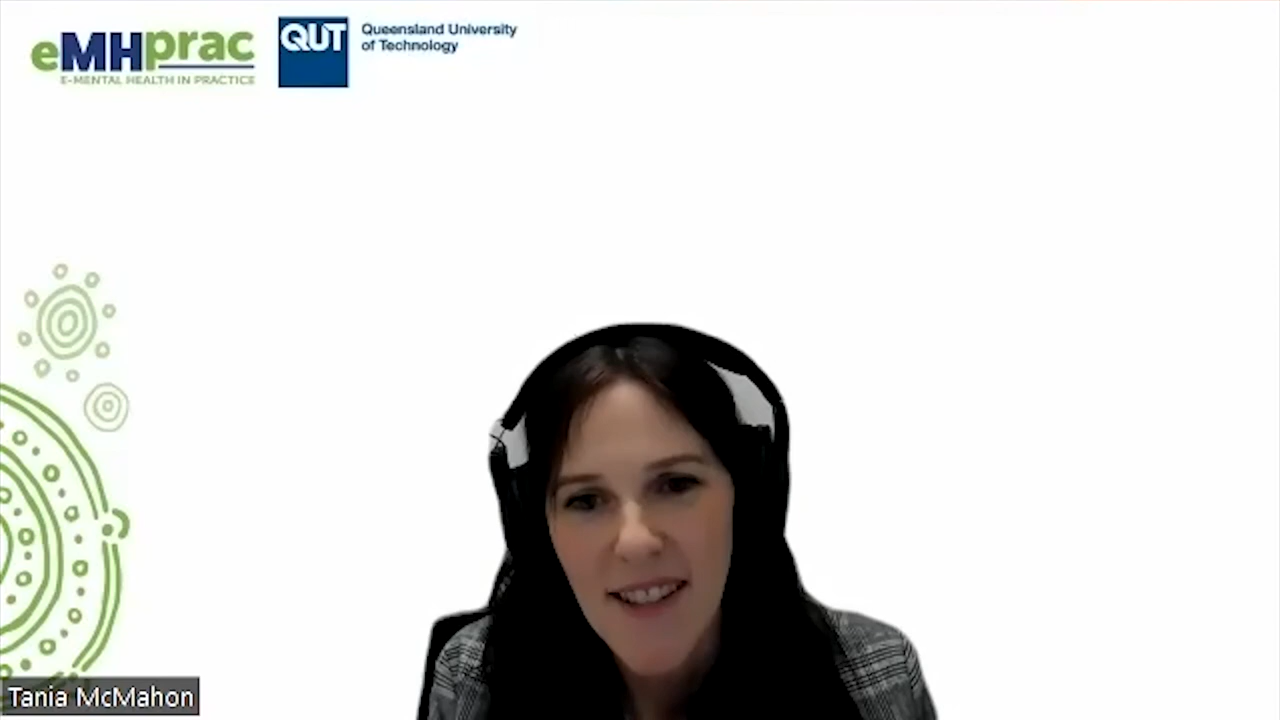 eMHprac
E-MENTAL HEALTH IN PRACTICE
QUT
Queensland University
of Technology
Tania McMahon